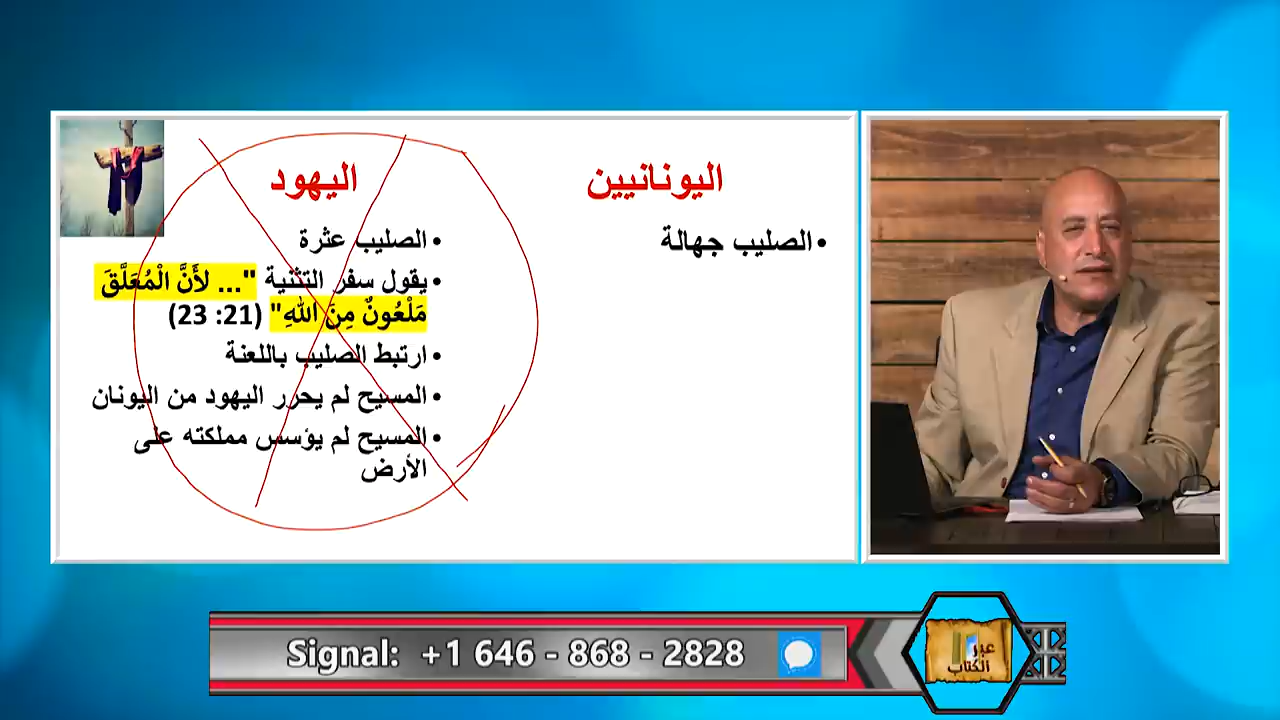 اليونانيين
•الصليب جهالة
اليهود
•الصليب عثرة
•يقول سفر التثنية "... لأَنَّ الْمُعَلَّقَ
مَلْعُونٌ مِنَ اللهِ" (21: 23)
•ارتبط الصليب باللعنة
•المسيح لم يحرر اليهود من اليونان
•المسيح لم يؤسس مملكته على
الأرض
Signal: +1 646 - 868 - 2828
عبر
الكتاب